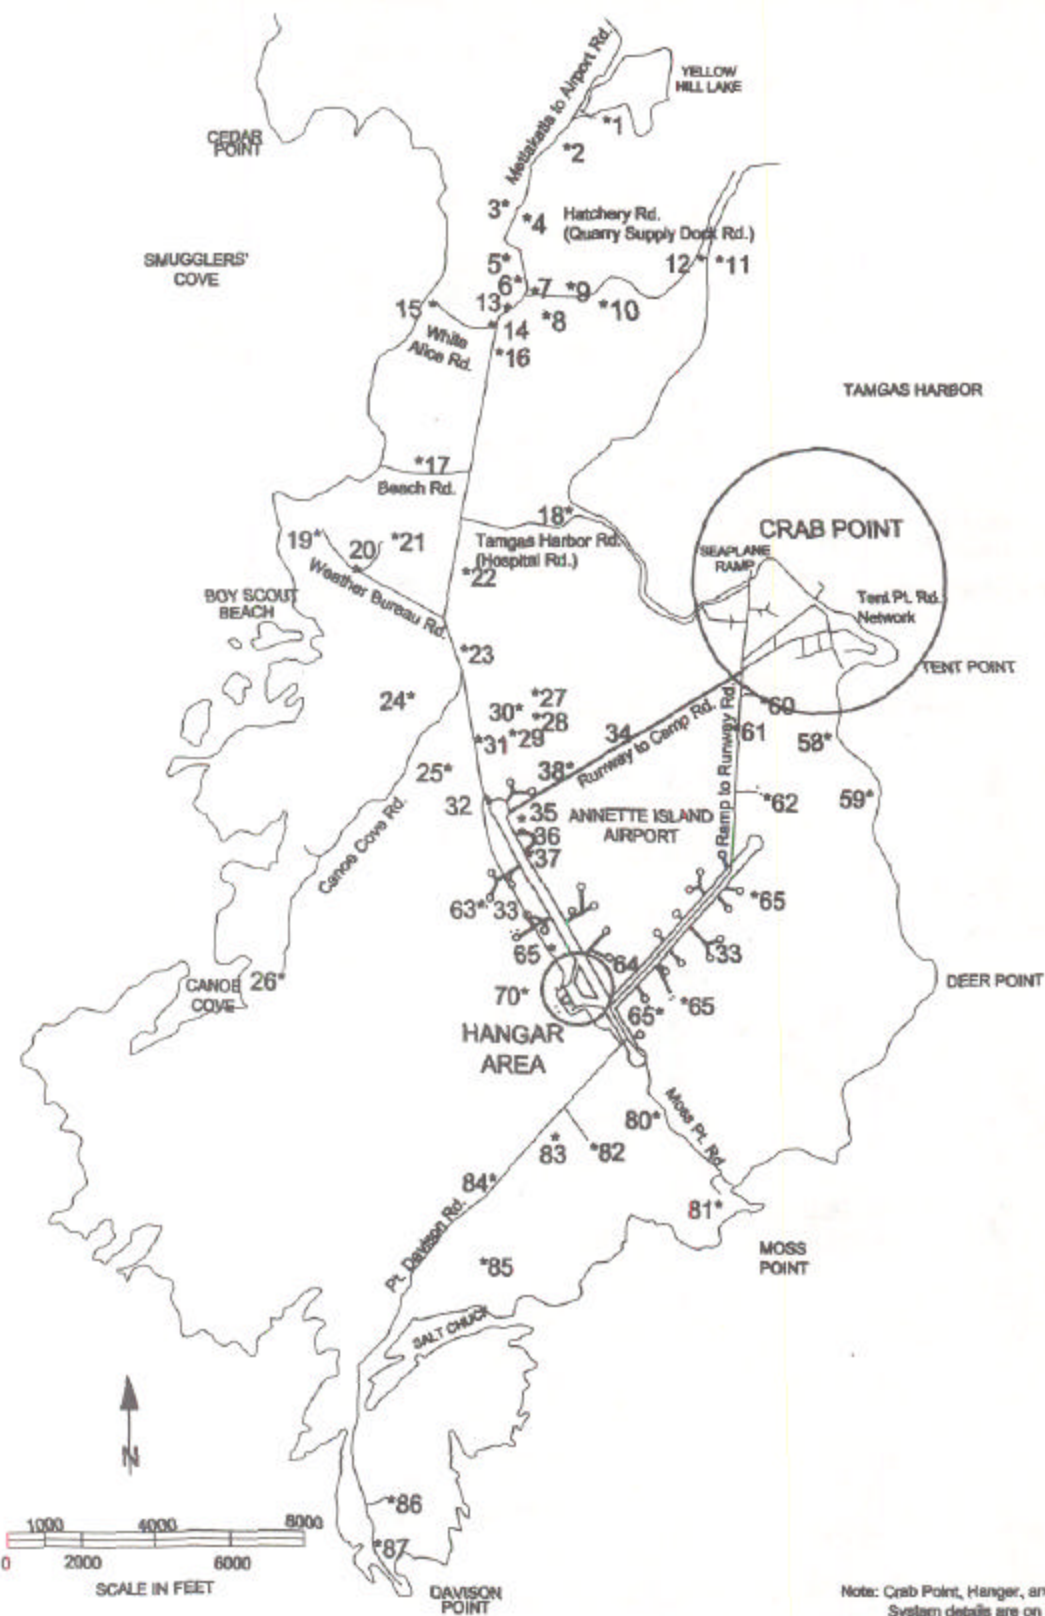 Metlakatla to Airport Rd.
YELLOW
HILL LAKE
*1
*2
CEDAR
POINT
3*
*4
Hatchery Rd.
(Quarry Supply Dock Rd.)
SMUGGLERS'
COVE
5*
12
*11
6*
*7
*9
15
13
*8
*10
14
White
Alice Rd.
*16
TAMGAS HARBOR
*17
Beach Rd.
18*
CRAB POINT
19*
20
*21
Tamgas Harbor Rd.
(Hospital Rd.)
SEAPLANE
RAMP
*22
Weather Bureau Rd.
BOY SCOUT
BEACH
Tent Pt. Rd.
Network
*23
TENT POINT
24*
*27
30*
*28
*31
*29
34
Runway to Camp Rd.
*60
*61
58*
Ramp to Runway Rd.
25*
38*
32
35
*
36
*37
ANNETTE ISLAND
AIRPORT
*62
59*
Canoe Cove Rd.
63*
33
*65
65
*
64
33
CANOE
COVE
26*
70*
65*
*65
DEER POINT
HANGAR
AREA
Moss Pt. Rd.
80*
83
*
*82
84*
81*
Pt. Davison Rd.
MOSS
POINT
*85
SALT CHUCK
N
*86
*87
1000
4000
8000
0
2000
6000
SCALE IN FEET
DAVISON
POINT
Note: Crab Point, Hanger, an
System details are on